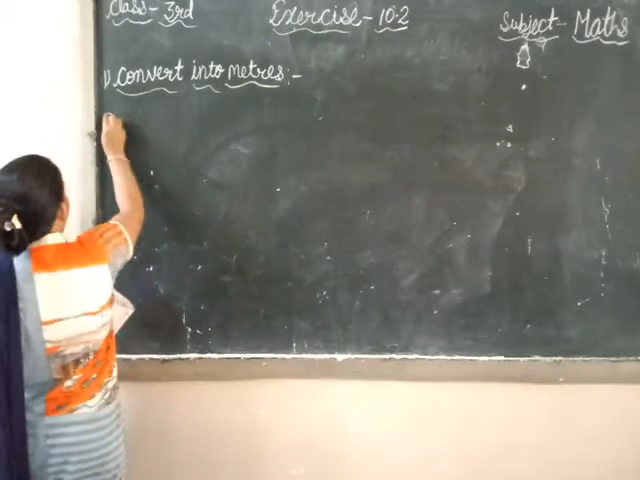 Class- 3rd Exercise-10.2 Subject- Maths
1) Convert into metres:-